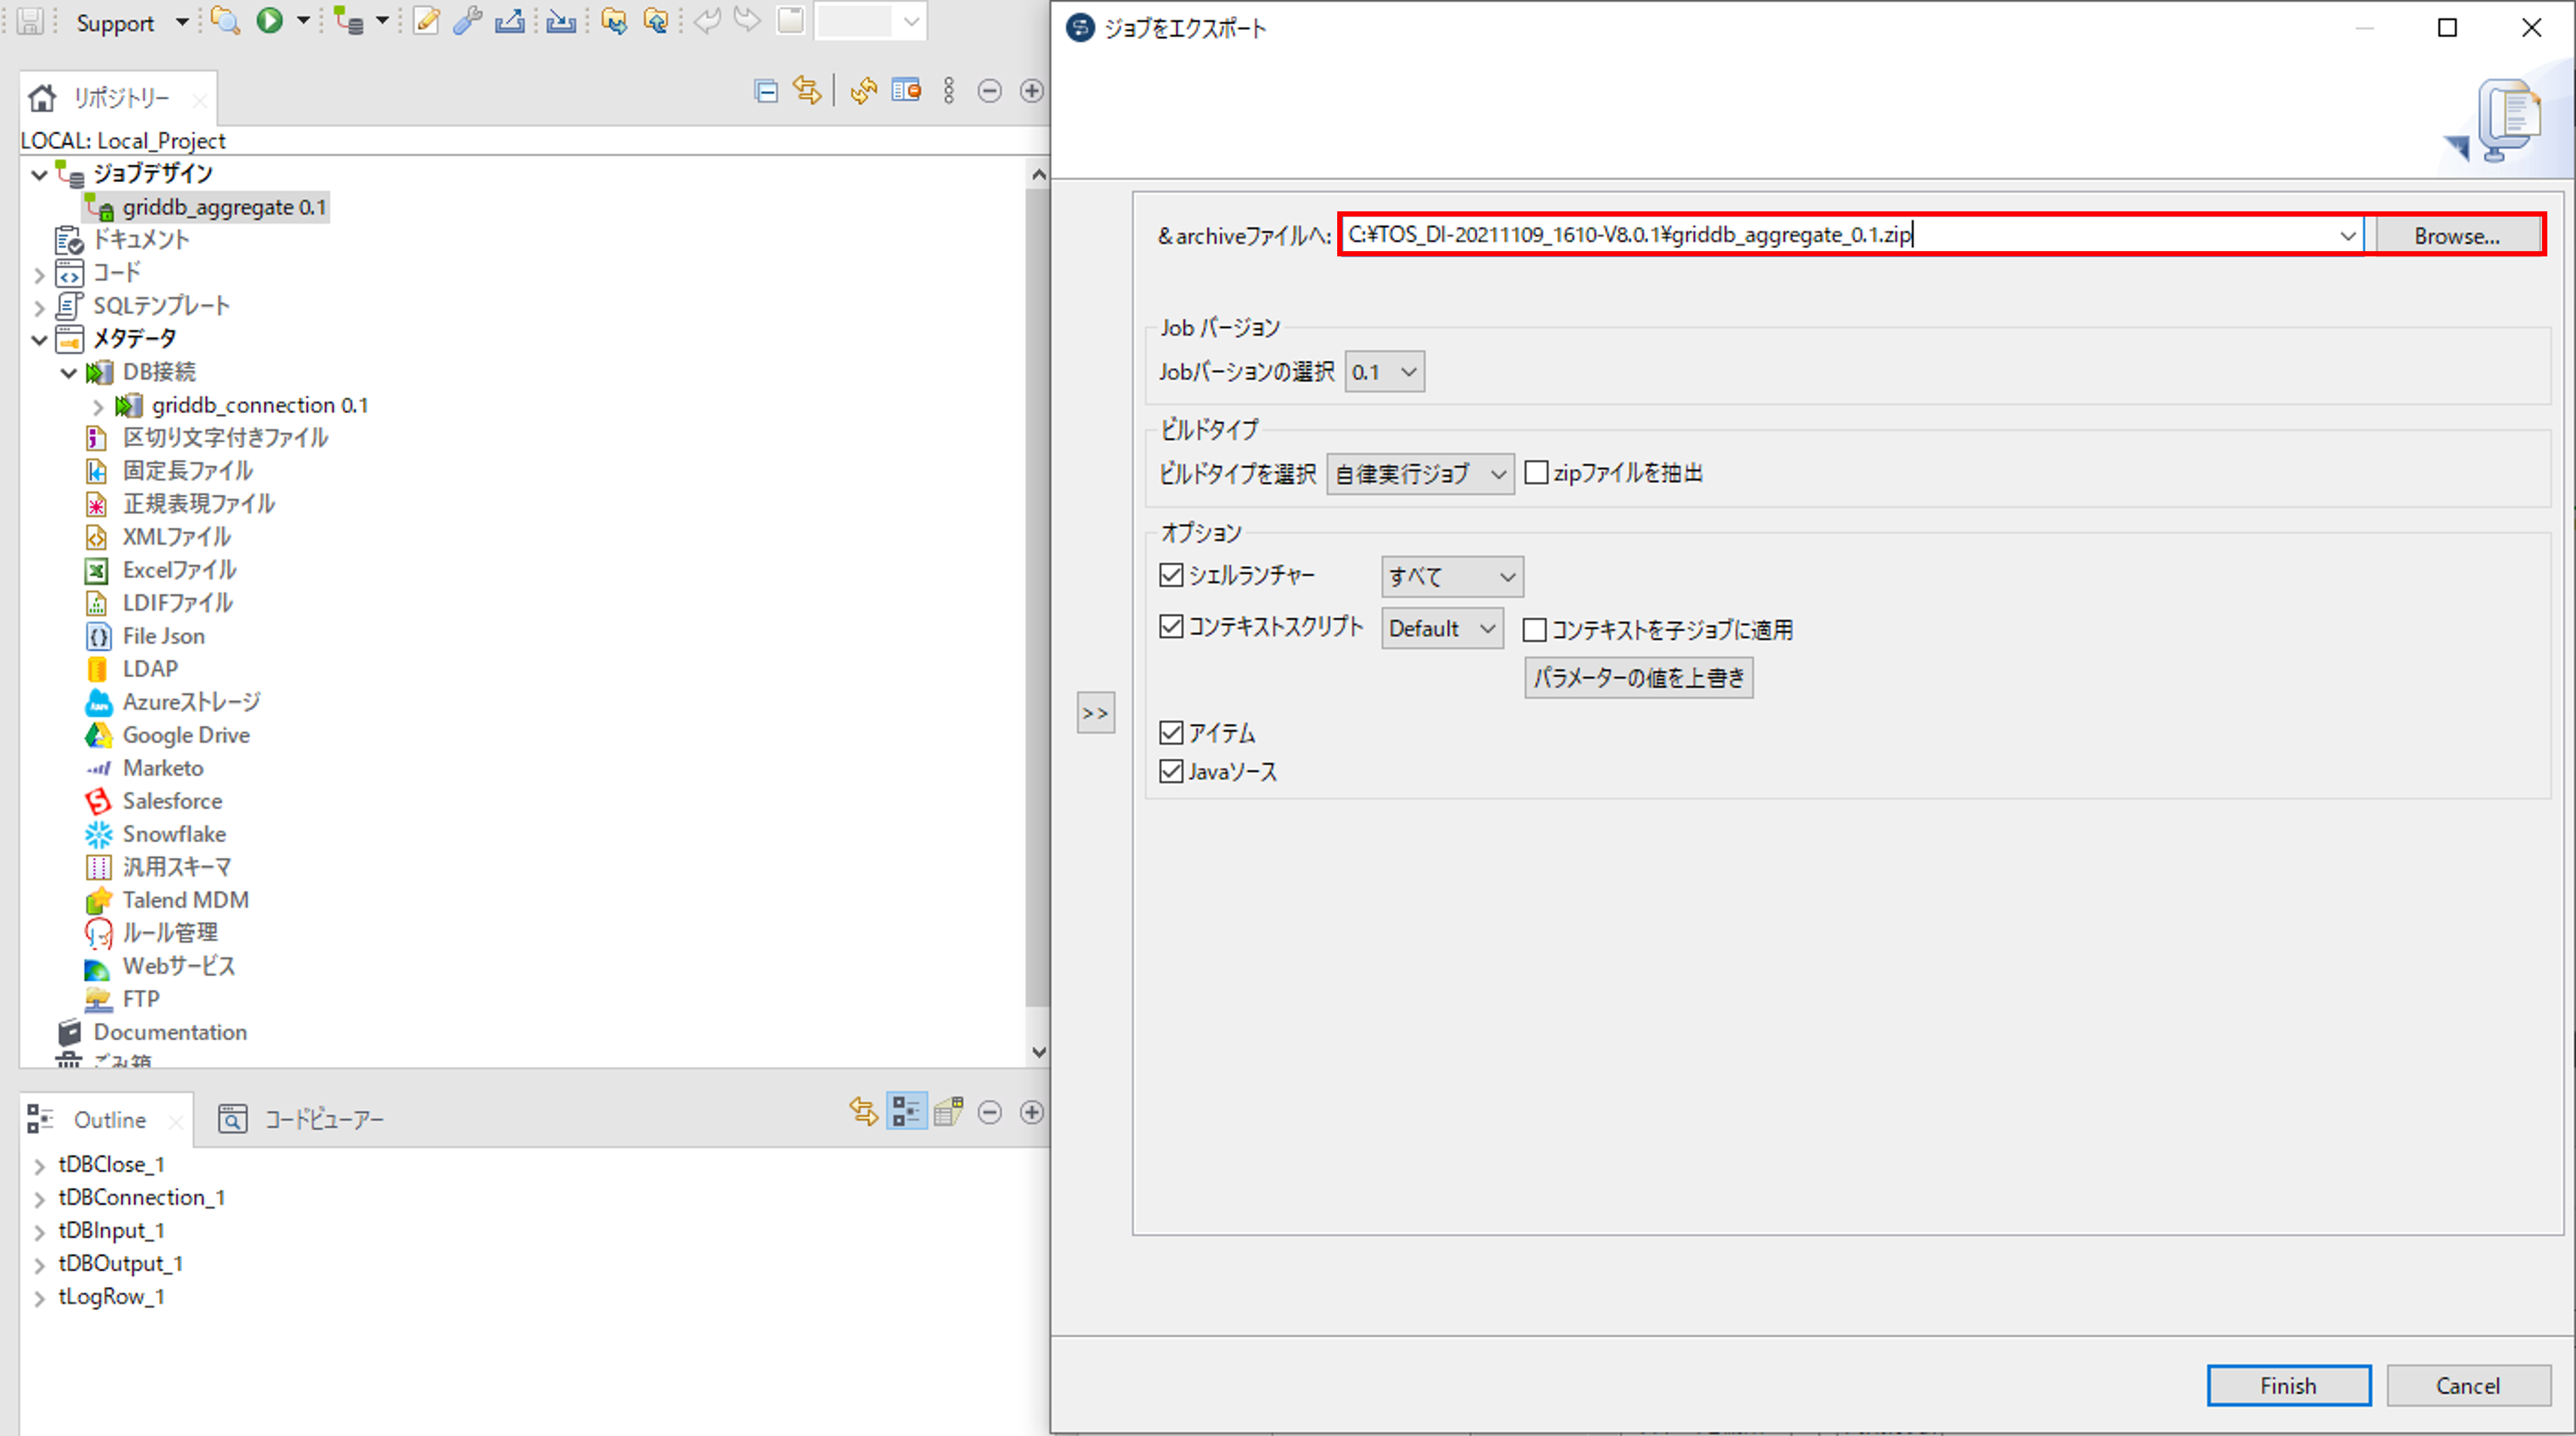 Support
リポジトリー
LOCAL: Local_Project
ジョブデザイン
griddb_aggregate 0.1
ドキュメント
コード
SQLテンプレート
メタデータ
DB接続
griddb_connection 0.1
区切り文字付きファイル
固定長ファイル
正規表現ファイル
XMLファイル
Excelファイル
LDIFファイル
File Json
LDAP
Azureストレージ
Google Drive
Marketo
Salesforce
Snowflake
汎用スキーマ
Talend MDM
ルール管理
Webサービス
FTP
Documentation
ごみ箱
Outline
コードビューアー
tDBClose_1
tDBConnection_1
tDBInput_1
tDBOutput_1
tLogRow_1
ジョブをエクスポート
&archiveファイルへ: C:¥TOS_DI-20211109_1610-V8.0.1¥griddb_aggregate_0.1.zip Browse...
Job バージョン
Jobバージョンの選択 0.1
ビルドタイプ
ビルドタイプを選択 自律実行ジョブ zipファイルを抽出
オプション
シェルランチャー すべて
コンテキストスクリプト Default コンテキストを子ジョブに適用
パラメーターの値を上書き
>>
アイテム
Javaソース
Finish Cancel